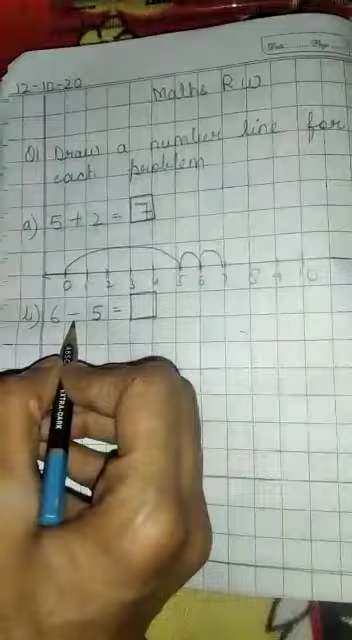 12-10-20
Maths R W
Q1 Draw a number line for
each problem
a) 5 + 2 = 7
0 1 2 3 4 5 6 7 8 9 10
b) 6 - 5 =
EXTRA-DARK